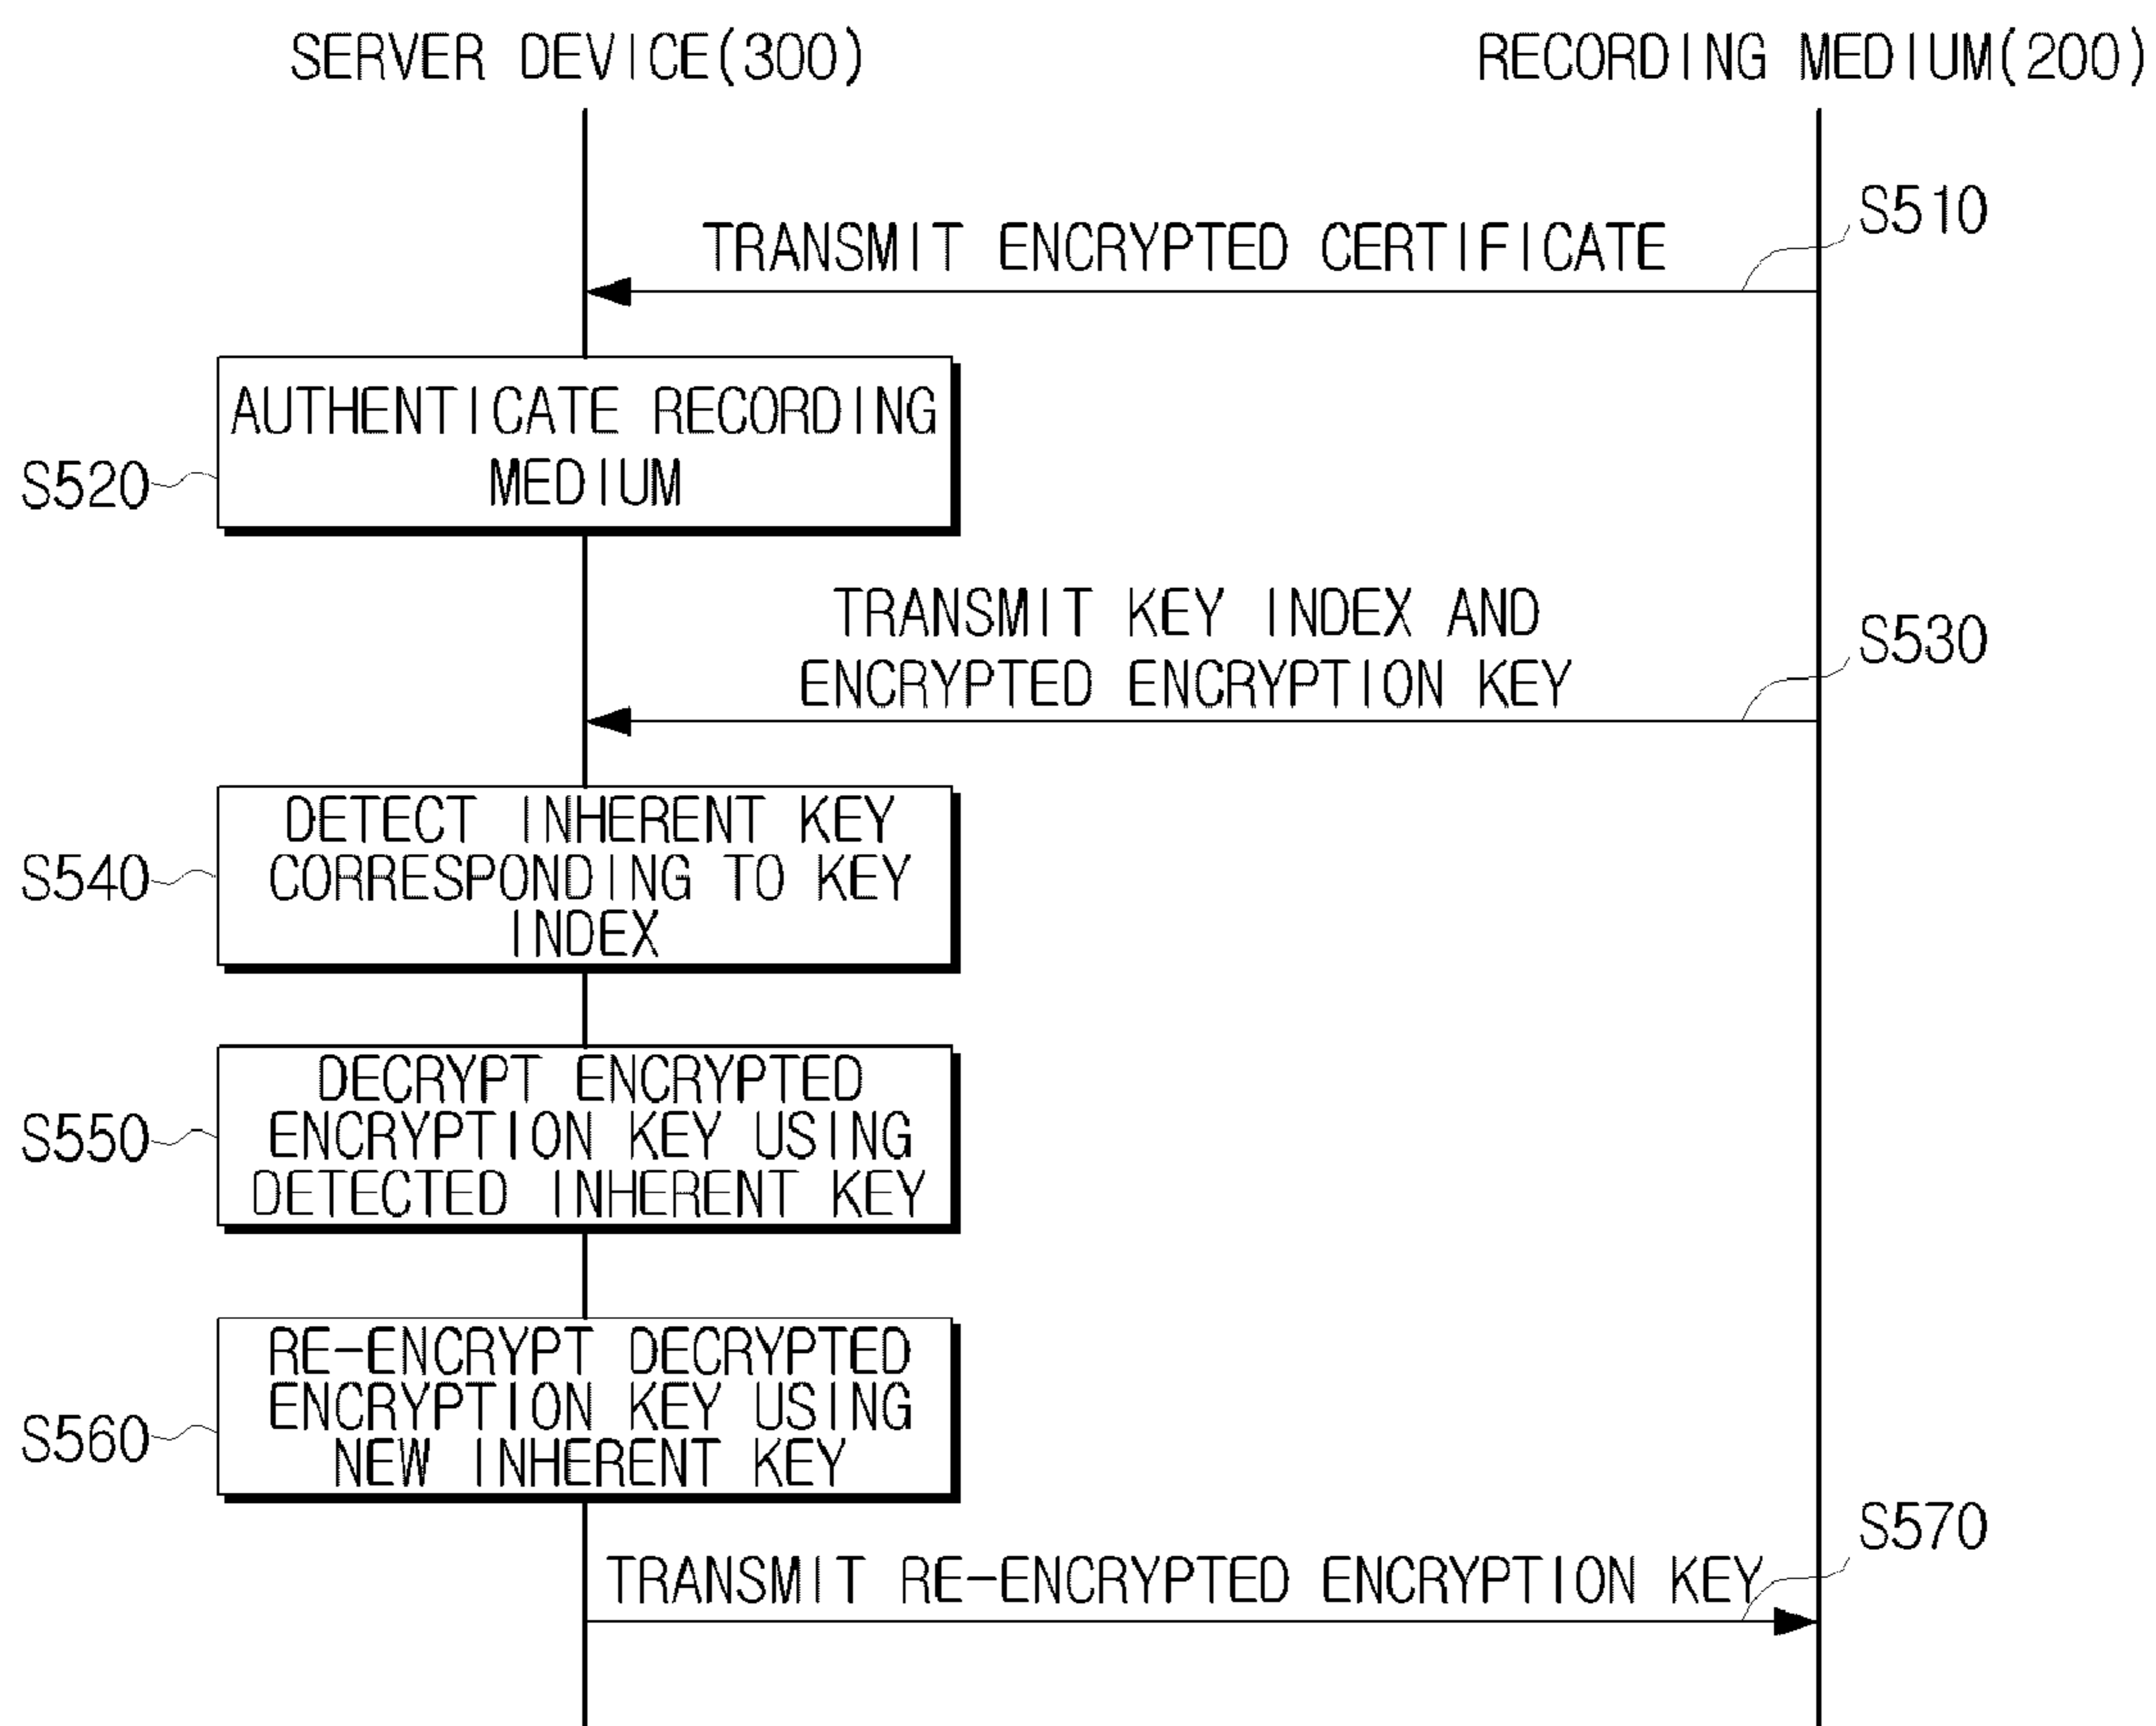 SERVER DEVICE(300)
RECORDING MEDIUM(200)
S510
TRANSMIT ENCRYPTED CERTIFICATE
AUTHENTICATE RECORDING
MEDIUM
S520
TRANSMIT KEY INDEX AND
ENCRYPTED ENCRYPTION KEY
S530
DETECT INHERENT KEY
CORRESPONDING TO KEY
INDEX
S540
DECRYPT ENCRYPTED
ENCRYPTION KEY USING
DETECTED INHERENT KEY
S550
RE-ENCRYPT DECRYPTED
ENCRYPTION KEY USING
NEW INHERENT KEY
S560
S570
TRANSMIT RE-ENCRYPTED ENCRYPTION KEY